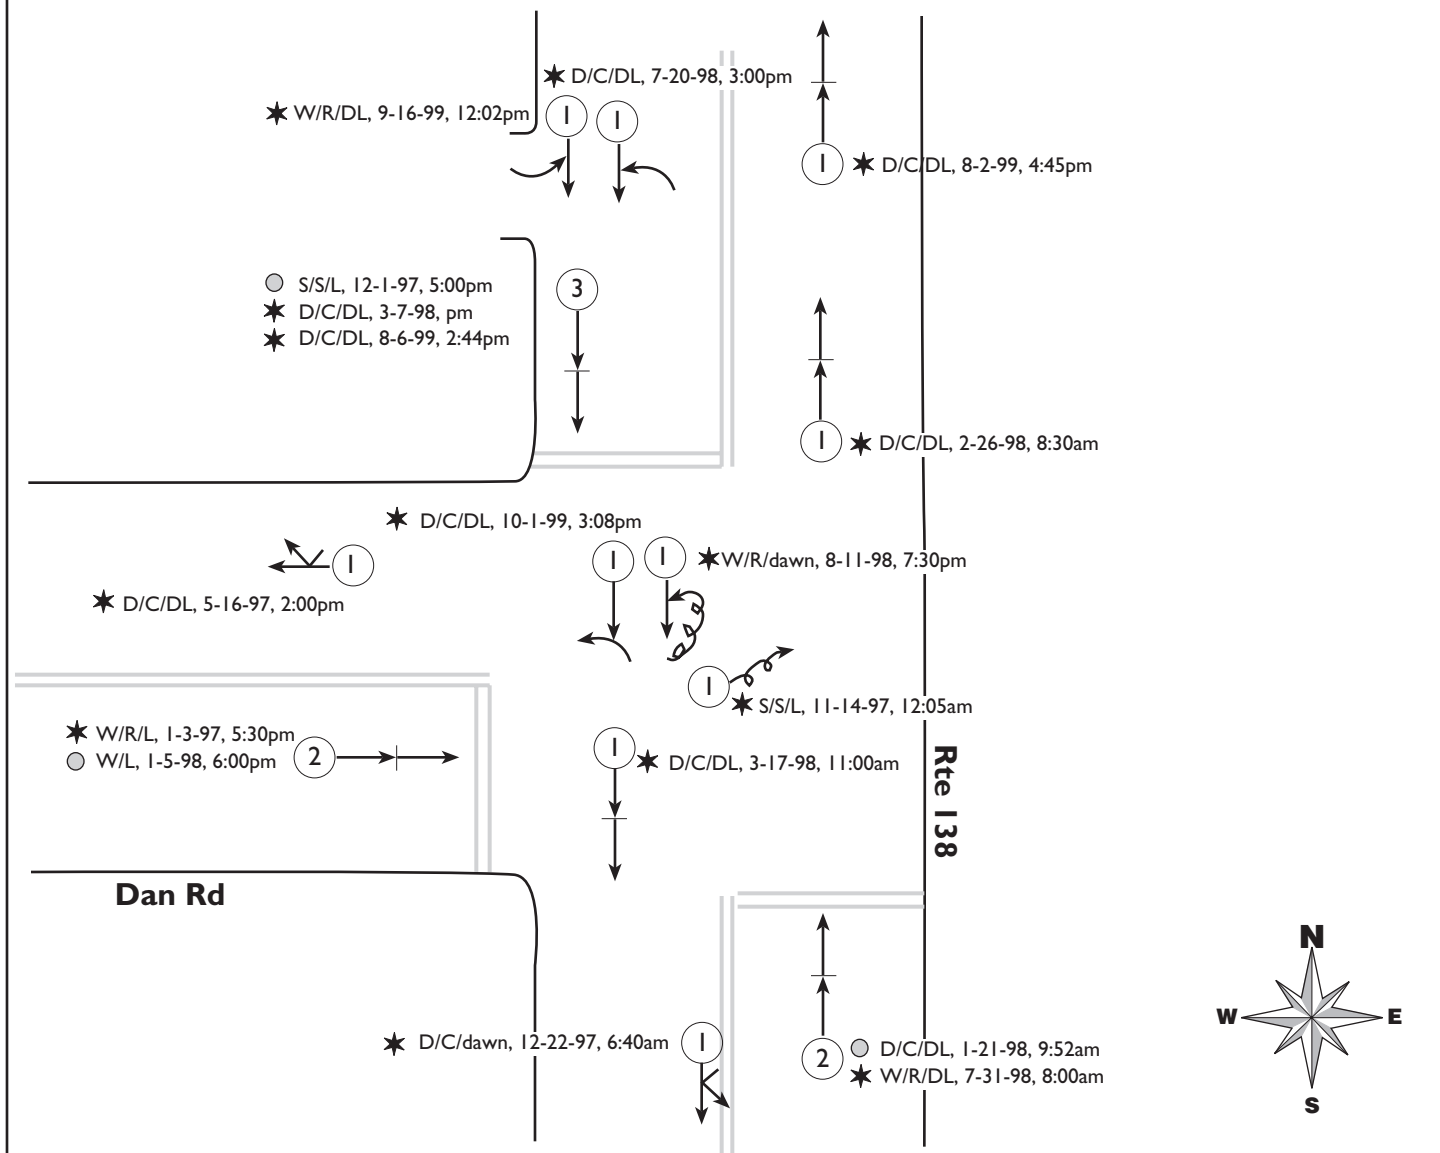 D/C/DL, 7-20-98, 3:00pm
W/R/DL, 9-16-99, 12:02pm
1 1
1 D/C/DL, 8-2-99, 4:45pm
S/S/L, 12-1-97, 5:00pm
3
D/C/DL, 3-7-98, pm
D/C/DL, 8-6-99, 2:44pm
1 D/C/DL, 2-26-98, 8:30am
D/C/DL, 10-1-99, 3:08pm
1
1 1 W/R/dawn, 8-11-98, 7:30pm
D/C/DL, 5-16-97, 2:00pm
1
S/S/L, 11-14-97, 12:05am
W/R/L, 1-3-97, 5:30pm
W/L, 1-5-98, 6:00pm
2
1
D/C/DL, 3-17-98, 11:00am
Rte 138
Dan Rd
N
W E
S
D/C/dawn, 12-22-97, 6:40am 1
2
D/C/DL, 1-21-98, 9:52am
W/R/DL, 7-31-98, 8:00am